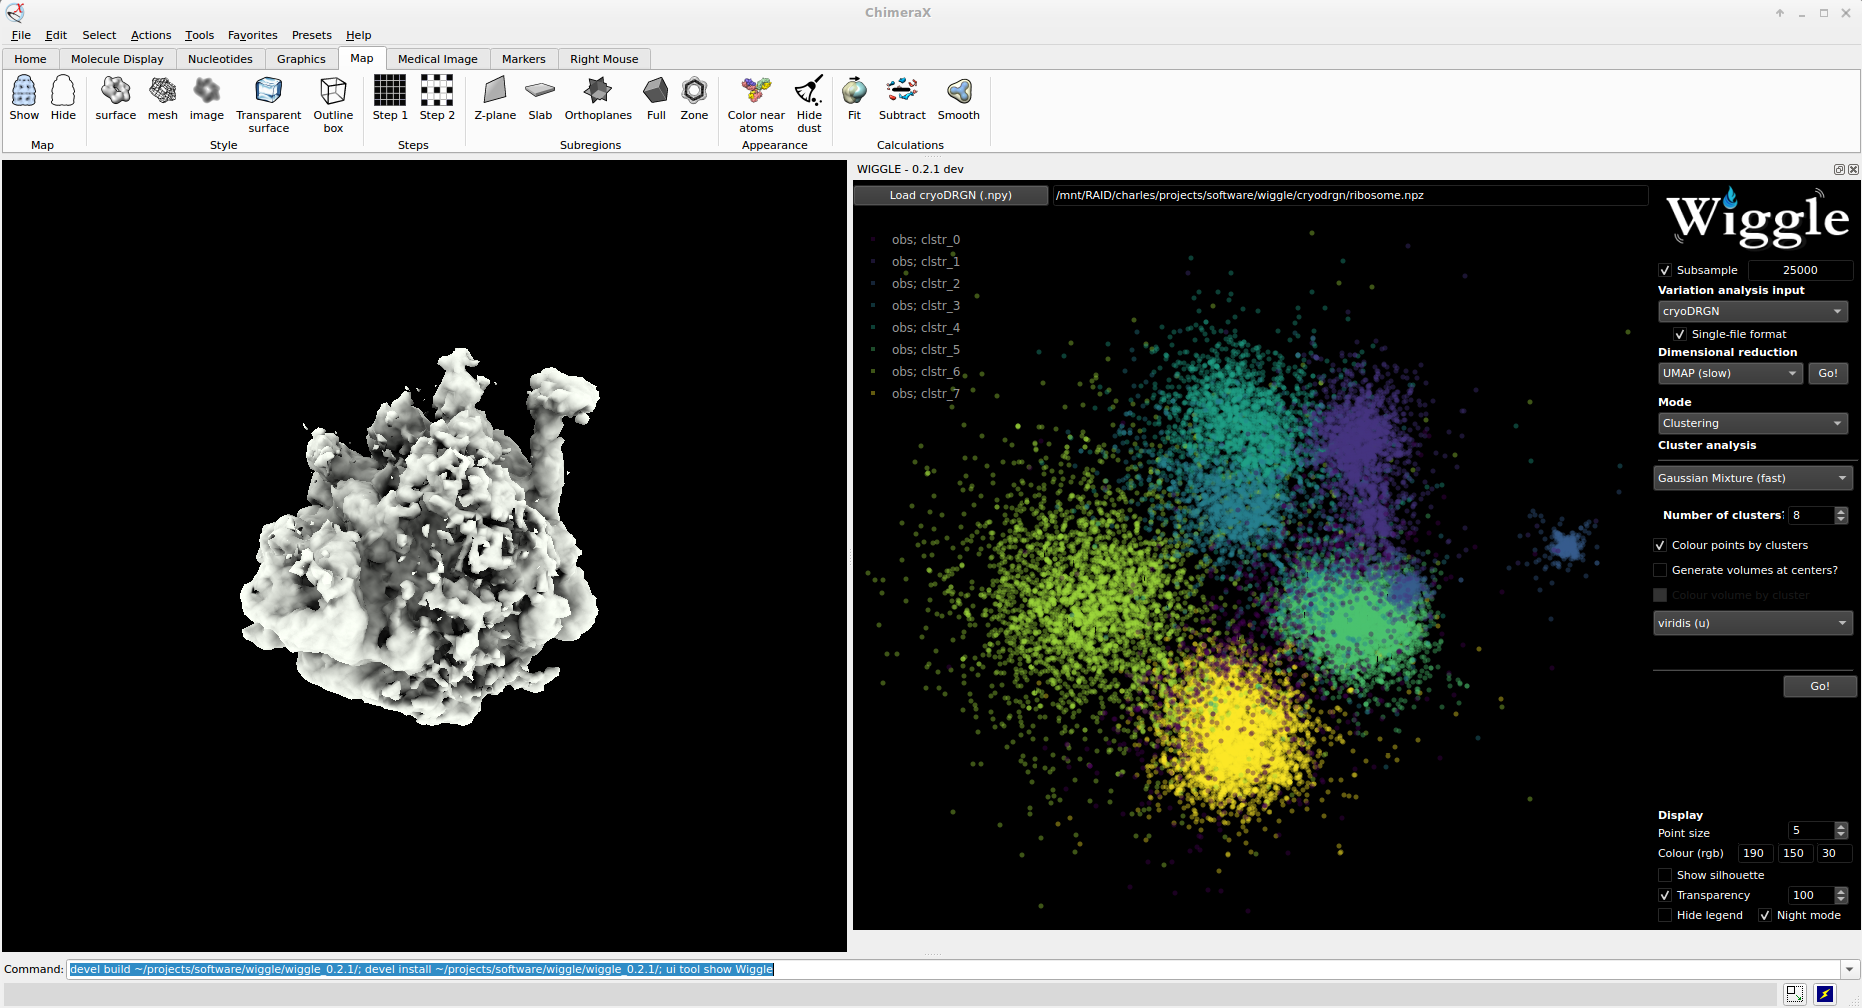 ChimeraX
File Edit Select Actions Tools Favorites Presets Help
Home Molecule Display Nucleotides Graphics Map Medical Image Markers Right Mouse
Show Hide surface mesh image Transparent surface Outline box Step 1 Step 2 Z-plane Slab Orthoplanes Full Zone Color near atoms Hide dust Fit Subtract Smooth
Map Style Steps Subregions Appearance Calculations
WIGGLE - 0.2.1 dev
Load cryoDRGN (.npy) /mnt/RAID/charles/projects/software/wiggle/cryodrgn/ribosome.npz
obs; clstr_0
obs; clstr_1
obs; clstr_2
obs; clstr_3
obs; clstr_4
obs; clstr_5
obs; clstr_6
obs; clstr_7
Wiggle
Subsample 25000
Variation analysis input
cryoDRGN
Single-file format
Dimensional reduction
UMAP (slow) Go!
Mode
Clustering
Cluster analysis
Gaussian Mixture (fast)
Number of clusters? 8
Colour points by clusters
Generate volumes at centers?
Colour volume by cluster
viridis (u)
Go!
Display
Point size 5
Colour (rgb) 190 150 30
Show silhouette
Transparency 100
Hide legend Night mode
Command: devel build ~/projects/software/wiggle/wiggle_0.2.1/; devel install ~/projects/software/wiggle/wiggle_0.2.1/; ui tool show Wiggle